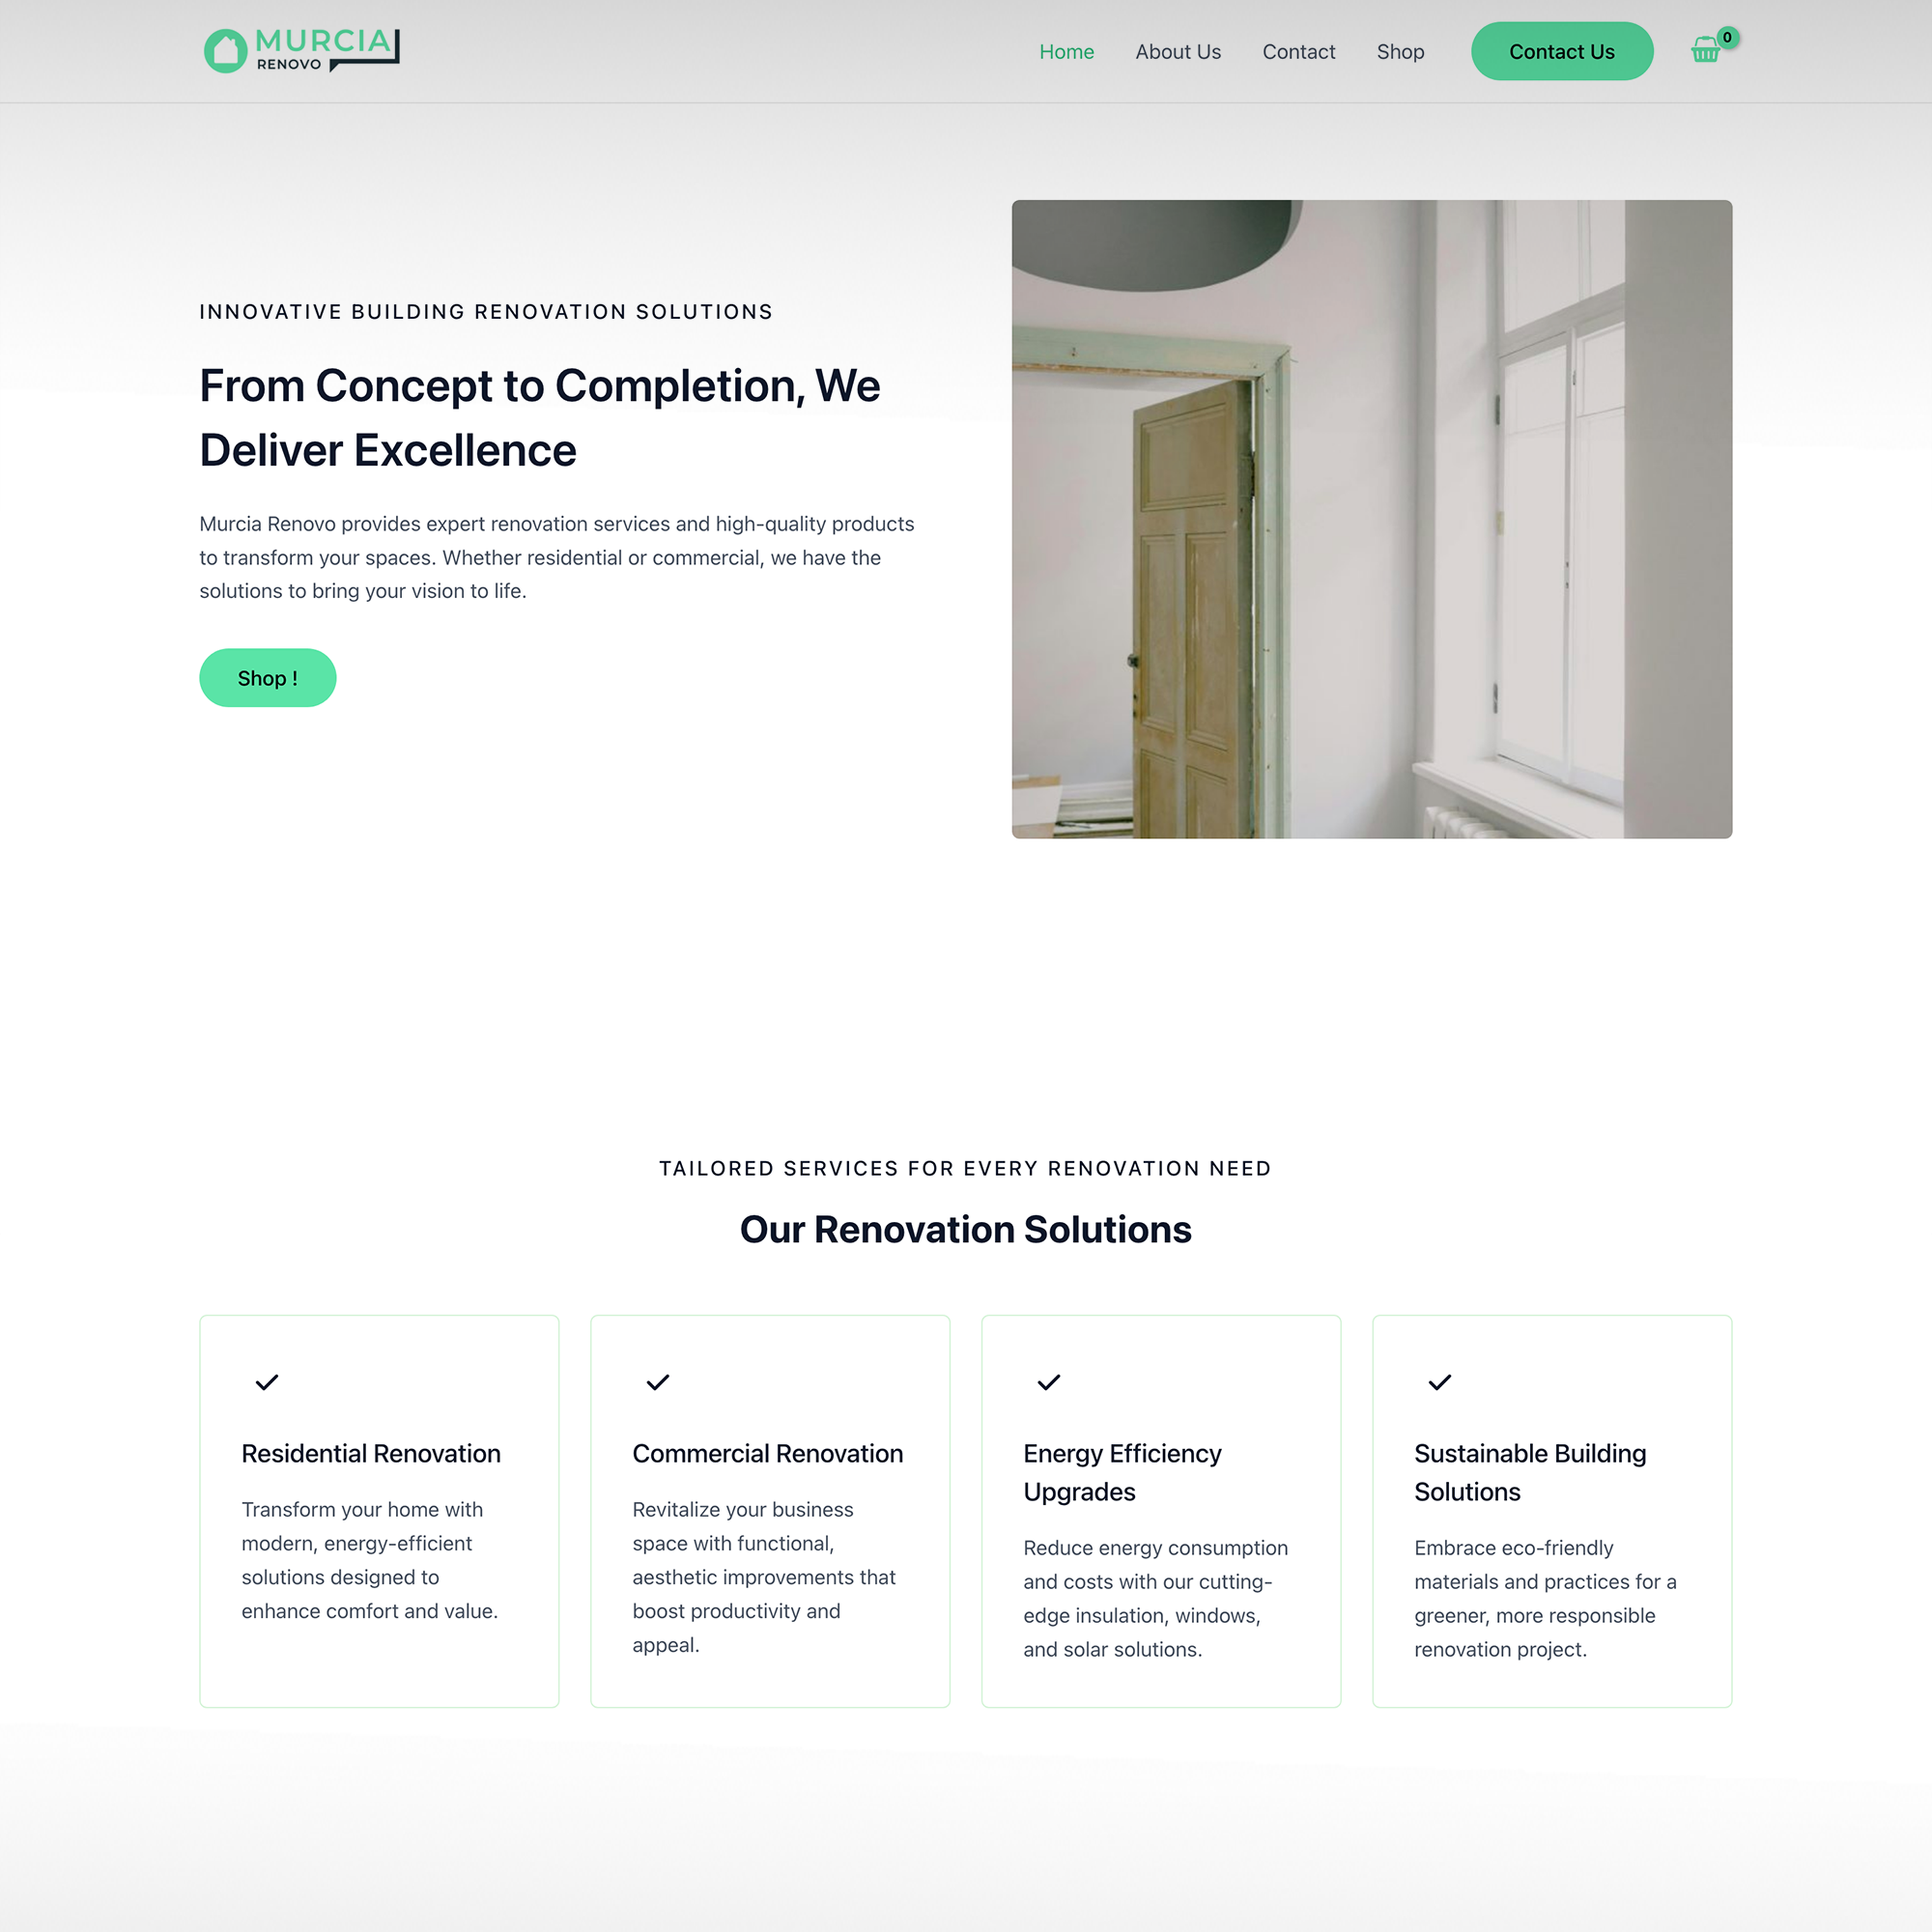 MURCIA
RENOVO
Home About Us Contact Shop Contact Us 0
INNOVATIVE BUILDING RENOVATION SOLUTIONS
From Concept to Completion, We
Deliver Excellence
Murcia Renovo provides expert renovation services and high-quality products
to transform your spaces. Whether residential or commercial, we have the
solutions to bring your vision to life.
Shop !
TAILORED SERVICES FOR EVERY RENOVATION NEED
Our Renovation Solutions
Residential Renovation
Transform your home with
modern, energy-efficient
solutions designed to
enhance comfort and value.
Commercial Renovation
Revitalize your business
space with functional,
aesthetic improvements that
boost productivity and
appeal.
Energy Efficiency
Upgrades
Reduce energy consumption
and costs with our cutting-
edge insulation, windows,
and solar solutions.
Sustainable Building
Solutions
Embrace eco-friendly
materials and practices for a
greener, more responsible
renovation project.